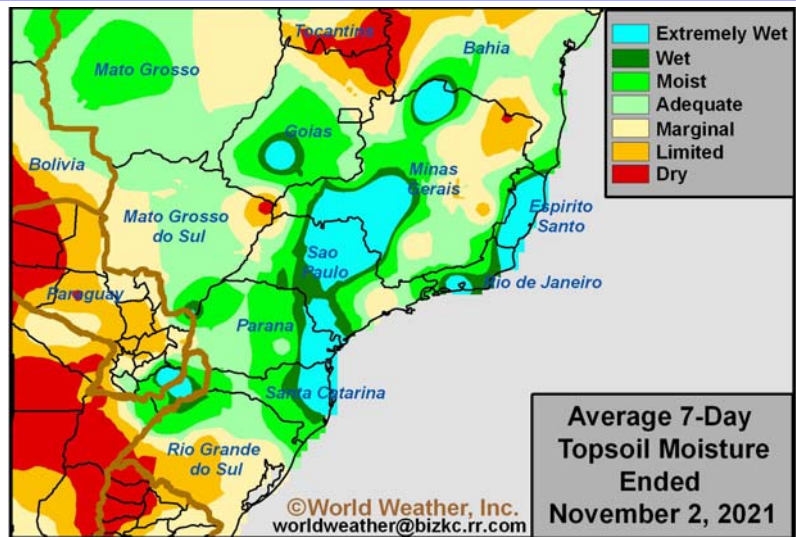 Tocantins
Bahia
Mato Grosso
Goias
Bolivia
Minas
Gerais
Mato Grosso
do Sul
Espirito
Santo
Sao
Paulo
Rio de Janeiro
Paraguay
Parana
Santa Catarina
Rio Grande
do Sul
Extremely Wet
Wet
Moist
Adequate
Marginal
Limited
Dry
Average 7-Day
Topsoil Moisture
Ended
November 2, 2021
©World Weather, Inc.
worldweather@bizkc.rr.com